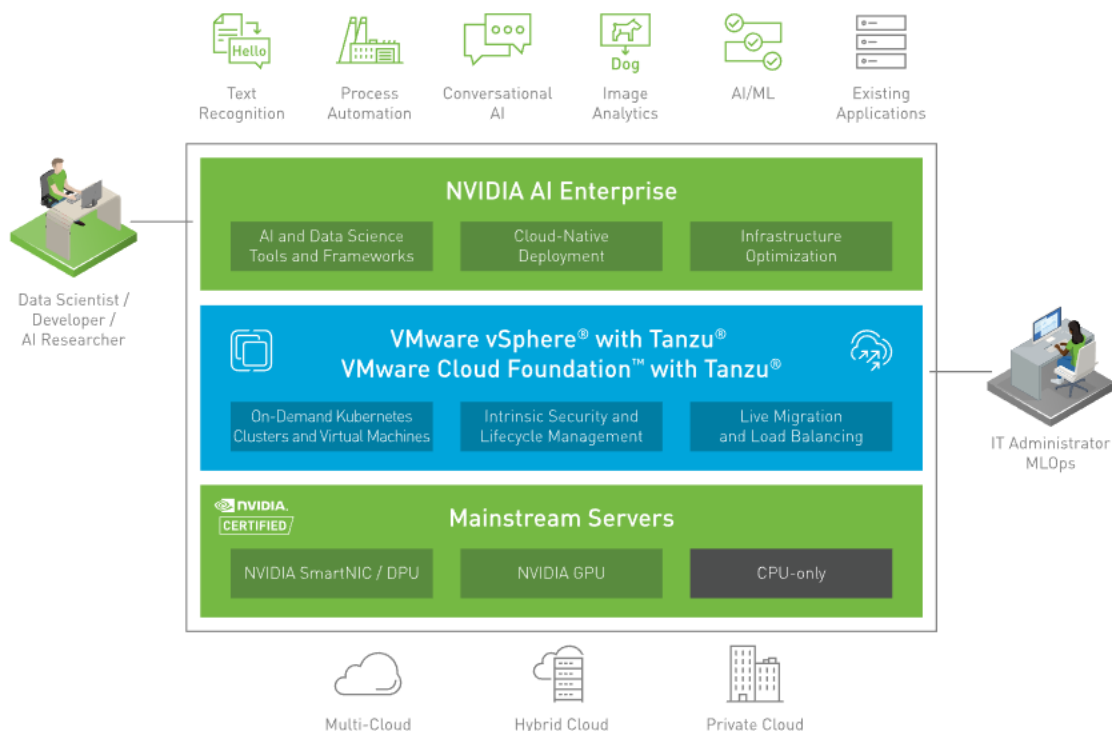 Hello
Dog
Text
Recognition
Process
Automation
Conversational
AI
Image
Analytics
AI/ML
Existing
Applications
NVIDIA AI Enterprise
AI and Data Science
Tools and Frameworks
Cloud-Native
Deployment
Infrastructure
Optimization
Data Scientist /
Developer /
AI Researcher
VMware vSphere® with Tanzu®
VMware Cloud Foundation™ with Tanzu®
On-Demand Kubernetes
Clusters and Virtual Machines
Intrinsic Security and
Lifecycle Management
Live Migration
and Load Balancing
IT Administrator
MLOps
NVIDIA.
CERTIFIED
Mainstream Servers
NVIDIA SmartNIC / DPU
NVIDIA GPU
CPU-only
Multi-Cloud
Hybrid Cloud
Private Cloud